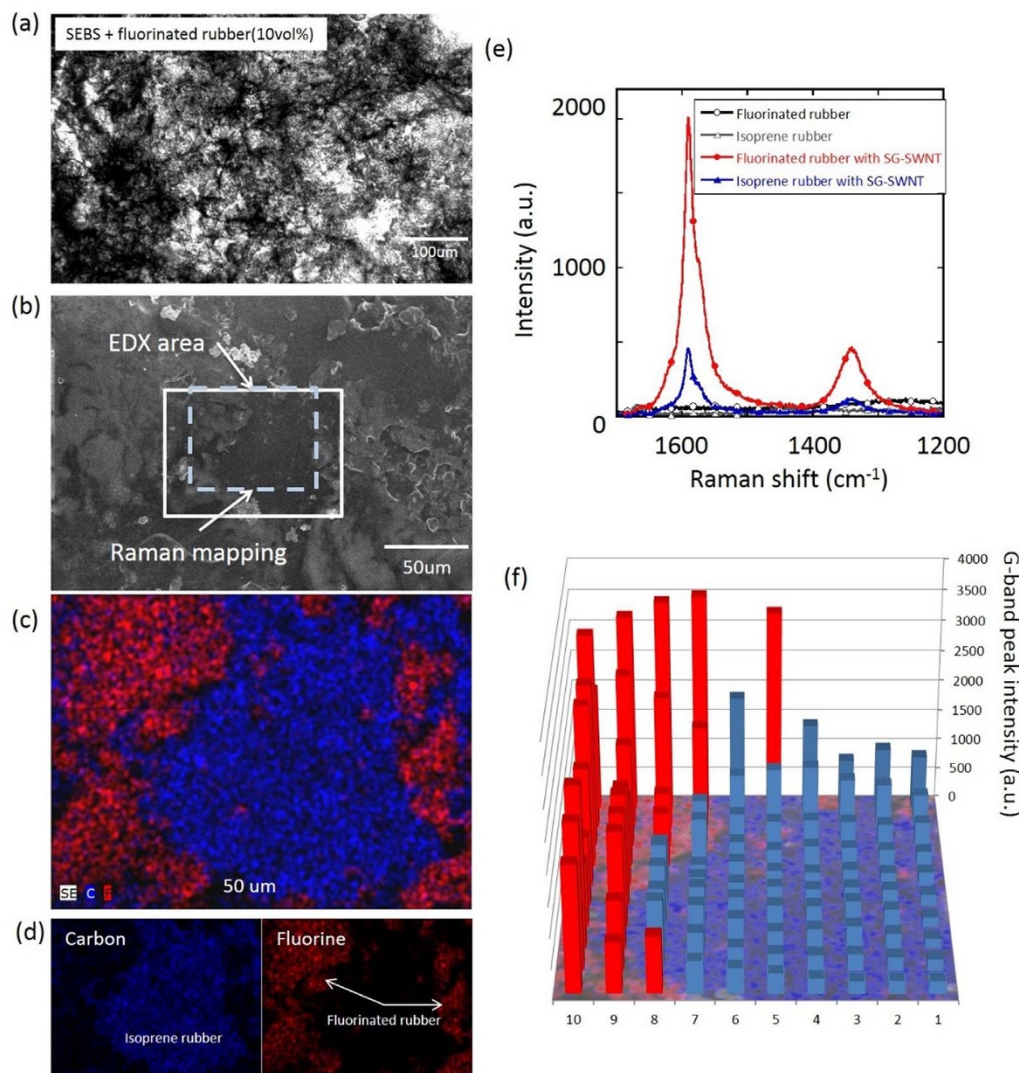 (a)
SEBS + fluorinated rubber(10vol%)
100um
(b)
EDX area
Raman mapping
50um
(c)
50 um
SE C F
(d)
Carbon
Isoprene rubber
Fluorine
Fluorinated rubber
(e)
2000
1000
0
Intensity (a.u.)
Fluorinated rubber
Isoprene rubber
Fluorinated rubber with SG-SWNT
Isoprene rubber with SG-SWNT
1600 1400 1200
Raman shift (cm-1)
(f)
4000
3500
3000
2500
2000
1500
1000
500
0
G-band peak intensity (a.u.)
10 9 8 7 6 5 4 3 2 1